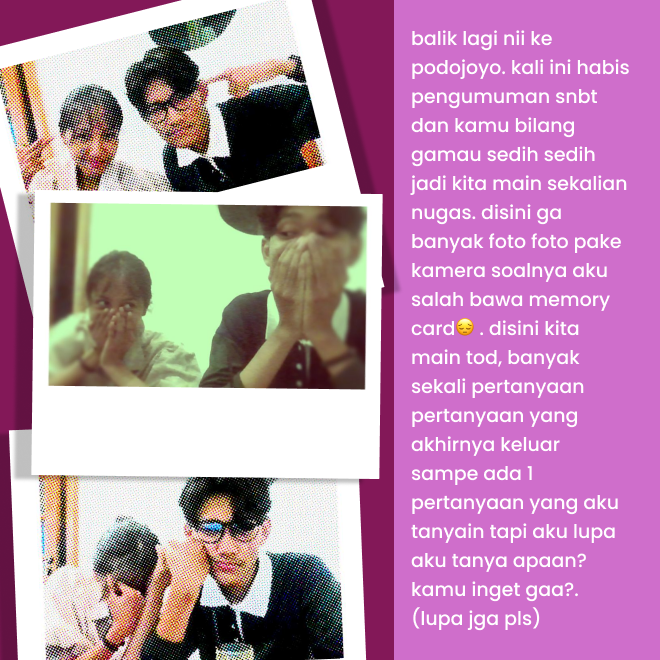 balik lagi nii ke
podojoyo. kali ini habis
pengumuman snbt
dan kamu bilang
gamau sedih sedih
jadi kita main sekalian
nugas. disini ga
banyak foto foto pake
kamera soalnya aku
salah bawa memory
card😔 . disini kita
main tod, banyak
sekali pertanyaan
pertanyaan yang
akhirnya keluar
sampe ada 1
pertanyaan yang aku
tanyain tapi aku lupa
aku tanya apaan?
kamu inget gaa?.
(lupa jga pls)